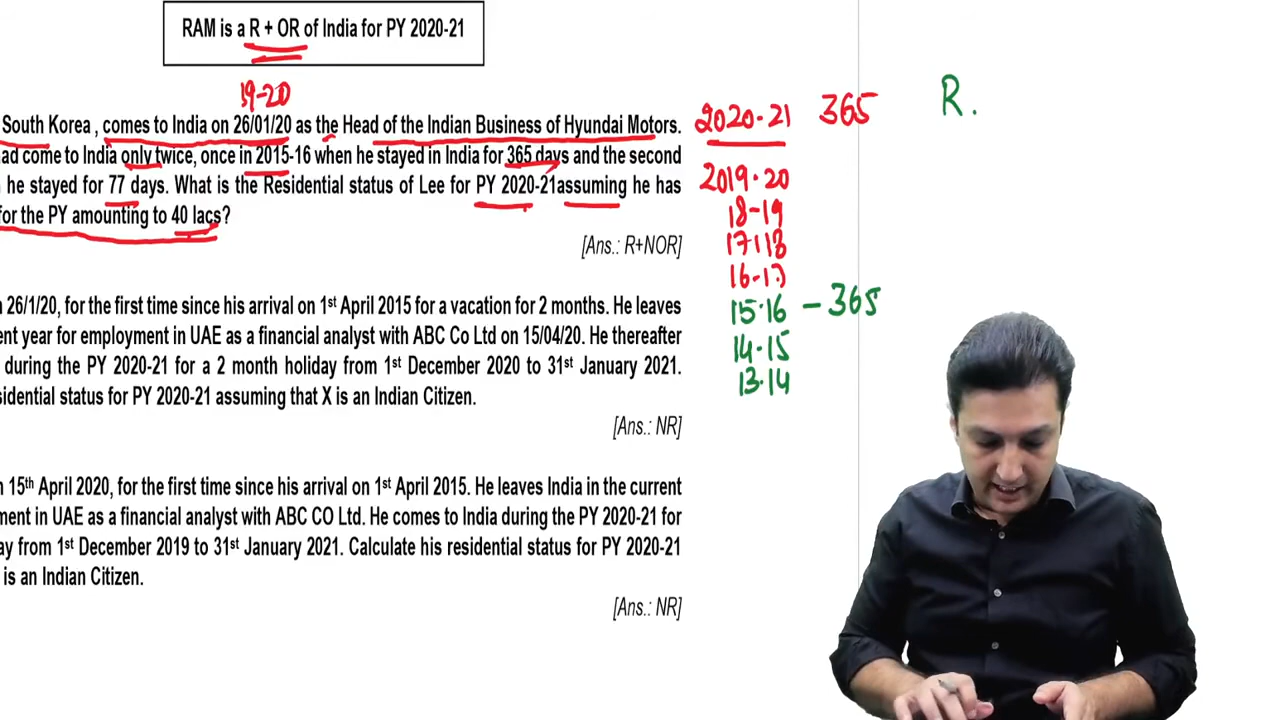 RAM is a R + OR of India for PY 2020-21
19-20
South Korea , comes to India on 26/01/20 as the Head of the Indian Business of Hyundai Motors.
ad come to India only twice, once in 2015-16 when he stayed in India for 365 days and the second
he stayed for 77 days. What is the Residential status of Lee for PY 2020-21assuming he has
for the PY amounting to 40 lacs?
[Ans.: R+NOR]
26/1/20, for the first time since his arrival on 1st April 2015 for a vacation for 2 months. He leaves
ent year for employment in UAE as a financial analyst with ABC Co Ltd on 15/04/20. He thereafter
during the PY 2020-21 for a 2 month holiday from 1st December 2020 to 31st January 2021.
sidential status for PY 2020-21 assuming that X is an Indian Citizen.
[Ans.: NR]
15th April 2020, for the first time since his arrival on 1st April 2015. He leaves India in the current
ment in UAE as a financial analyst with ABC CO Ltd. He comes to India during the PY 2020-21 for
ay from 1st December 2019 to 31st January 2021. Calculate his residential status for PY 2020-21
is an Indian Citizen.
[Ans.: NR]
2020-21 365 R.
2019-20
18-19
17-18
15-16 - 365
14-15
13-14